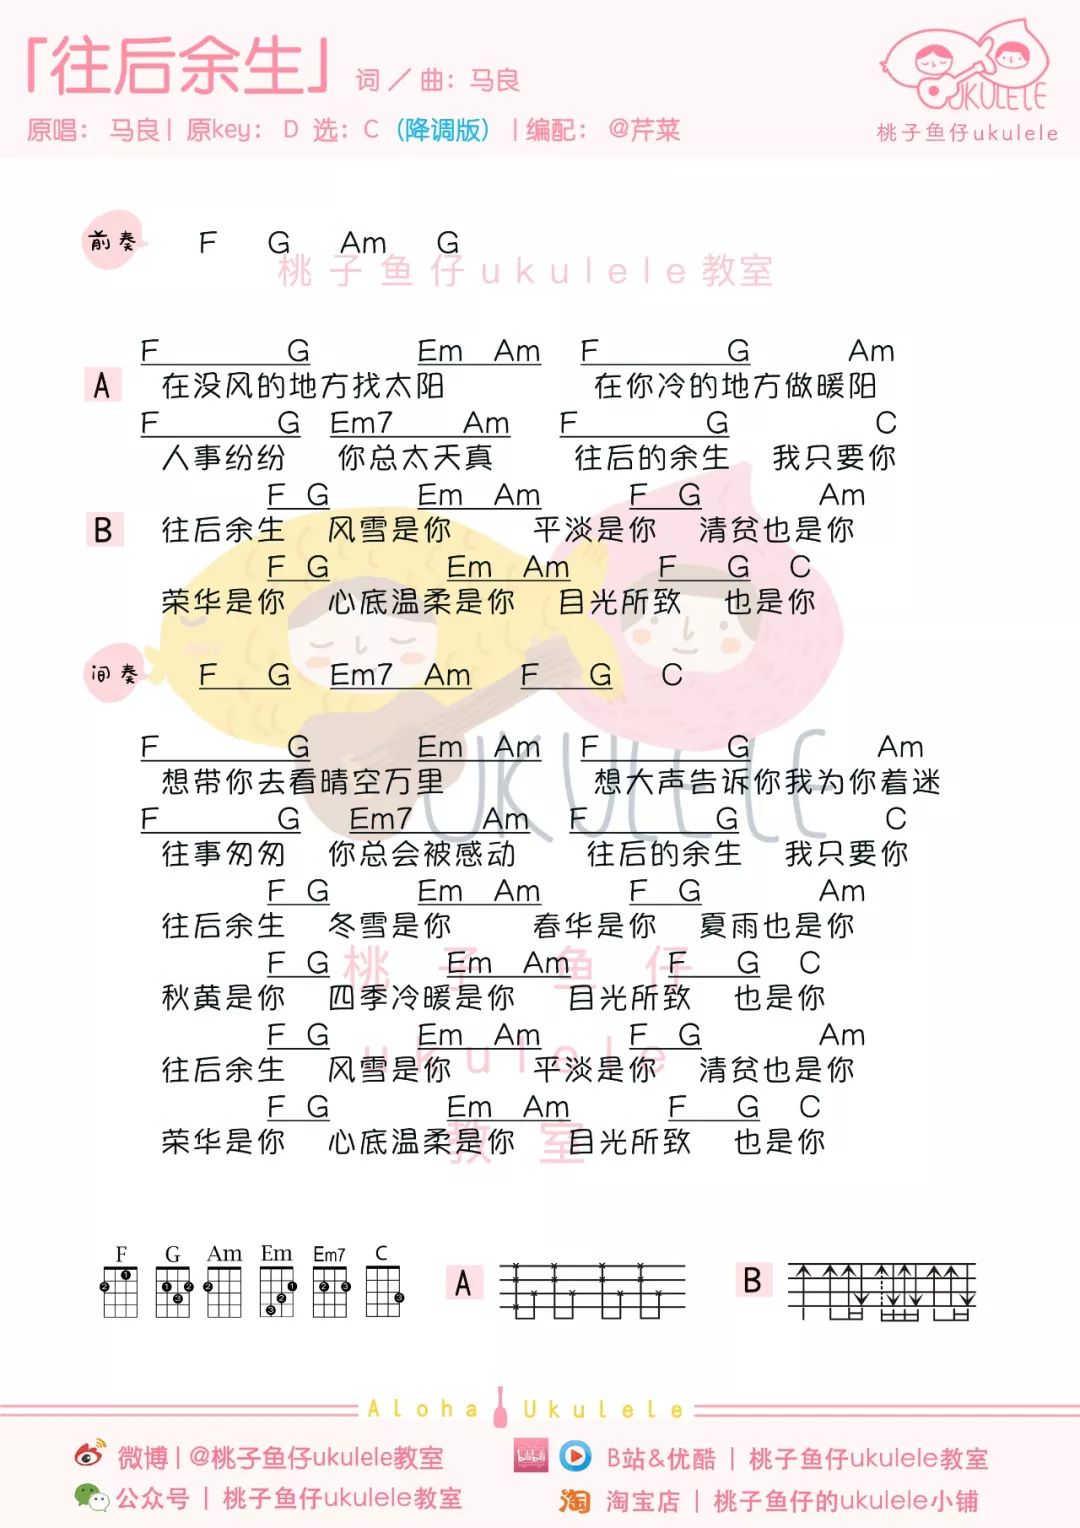 「往后余生」 词／曲：马良
原唱： 马良 | 原key： D 选：C （降调版） | 编配： @芹菜
UKULELE
桃子鱼仔ukulele
前奏 F G Am G
桃子鱼仔ukulele教室
F G Em Am F G Am
A 在没风的地方找太阳 在你冷的地方做暖阳
F G Em7 Am F G C
人事纷纷 你总太天真 往后的余生 我只要你
F G Em Am F G Am
B 往后余生 风雪是你 平淡是你 清贫也是你
F G Em Am F G C
荣华是你 心底温柔是你 目光所致 也是你
间奏 F G Em7 Am F G C
UKULELE
F G Em Am F G Am
想带你去看晴空万里 想大声告诉你我为你着迷
F G Em7 Am F G C
往事匆匆 你总会被感动 往后的余生 我只要你
F G Em Am F G Am
往后余生 冬雪是你 春华是你 夏雨也是你
桃子鱼仔
F G Em Am F G C
秋黄是你 四季冷暖是你 目光所致 也是你
F G Em Am F G Am
ukulele
往后余生 风雪是你 平淡是你 清贫也是你
F G Em Am F G C
教室
荣华是你 心底温柔是你 目光所致 也是你
F G Am Em Em7 C
2 1 1 2 3 2 1 2 3 2 3 3
A B
Aloha Ukulele
微博 | @桃子鱼仔ukulele教室
bilibili B站&优酷 | 桃子鱼仔ukulele教室
公众号 | 桃子鱼仔ukulele教室
淘 淘宝店 | 桃子鱼仔的ukulele小铺